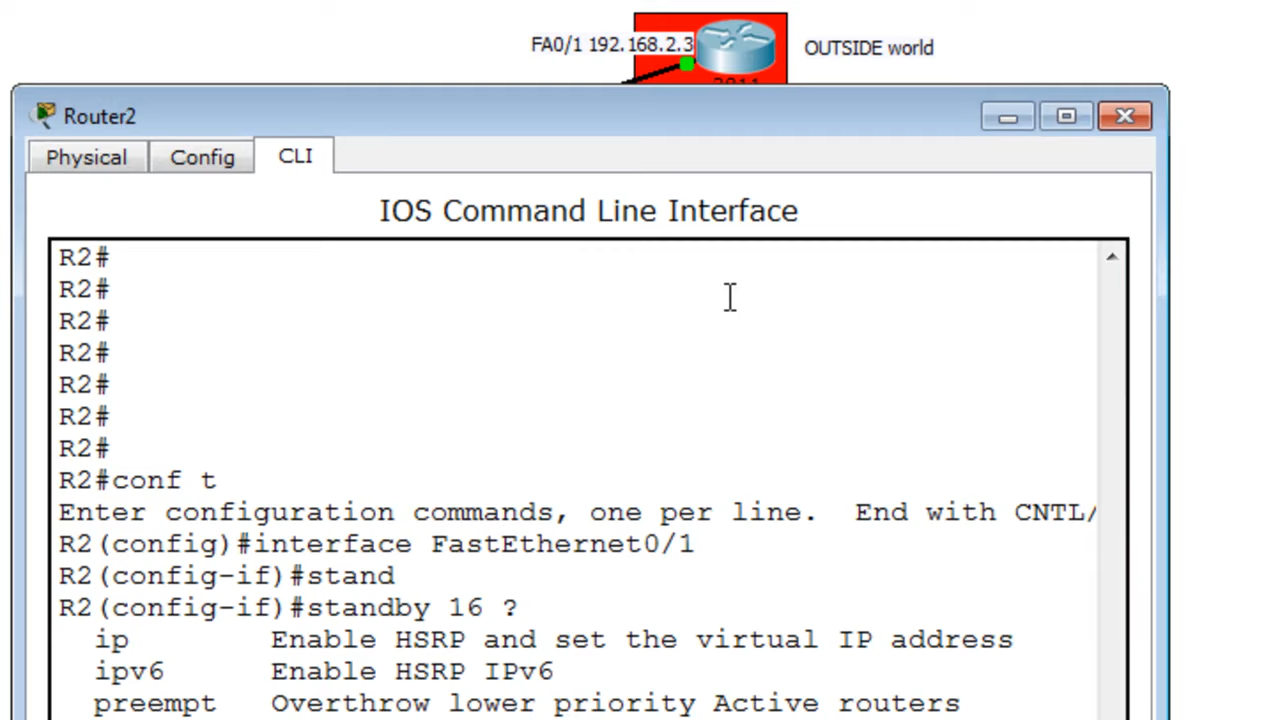 FA0/1 192.168.2.3
OUTSIDE world
Router2
Physical
Config
CLI
IOS Command Line Interface
R2#
R2#
R2#
R2#
R2#
R2#
R2#
R2#conf t
Enter configuration commands, one per line.  End with CNTL/
R2(config)#interface FastEthernet0/1
R2(config-if)#stand
R2(config-if)#standby 16 ?
ip Enable HSRP and set the virtual IP address
ipv6 Enable HSRP IPv6
preempt Overthrow lower priority Active routers